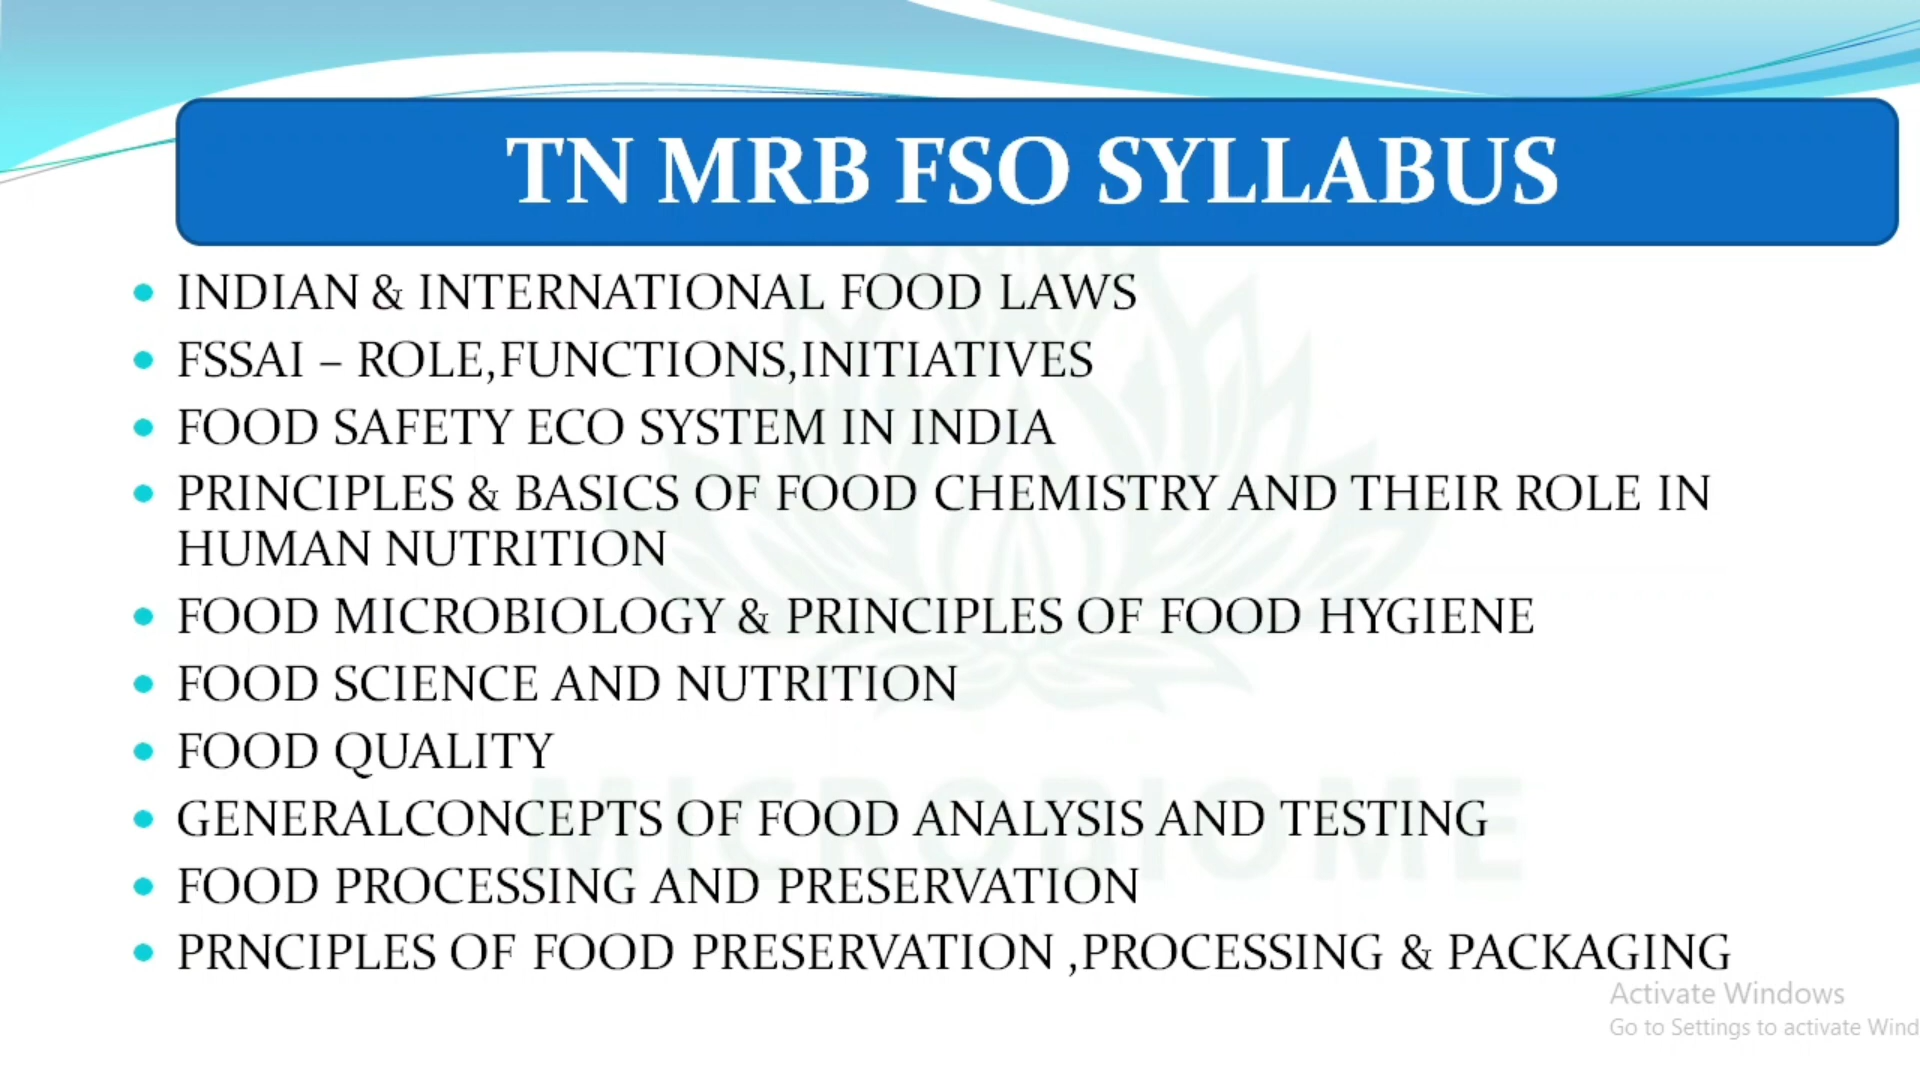 TN MRB FSO SYLLABUS
INDIAN & INTERNATIONAL FOOD LAWS
FSSAI – ROLE,FUNCTIONS,INITIATIVES
FOOD SAFETY ECO SYSTEM IN INDIA
PRINCIPLES & BASICS OF FOOD CHEMISTRY AND THEIR ROLE IN
HUMAN NUTRITION
FOOD MICROBIOLOGY & PRINCIPLES OF FOOD HYGIENE
FOOD SCIENCE AND NUTRITION
FOOD QUALITY
MICROBIOME
GENERALCONCEPTS OF FOOD ANALYSIS AND TESTING
FOOD PROCESSING AND PRESERVATION
PRNCIPLES OF FOOD PRESERVATION ,PROCESSING & PACKAGING
Activate Windows
Go to Settings to activate Wind